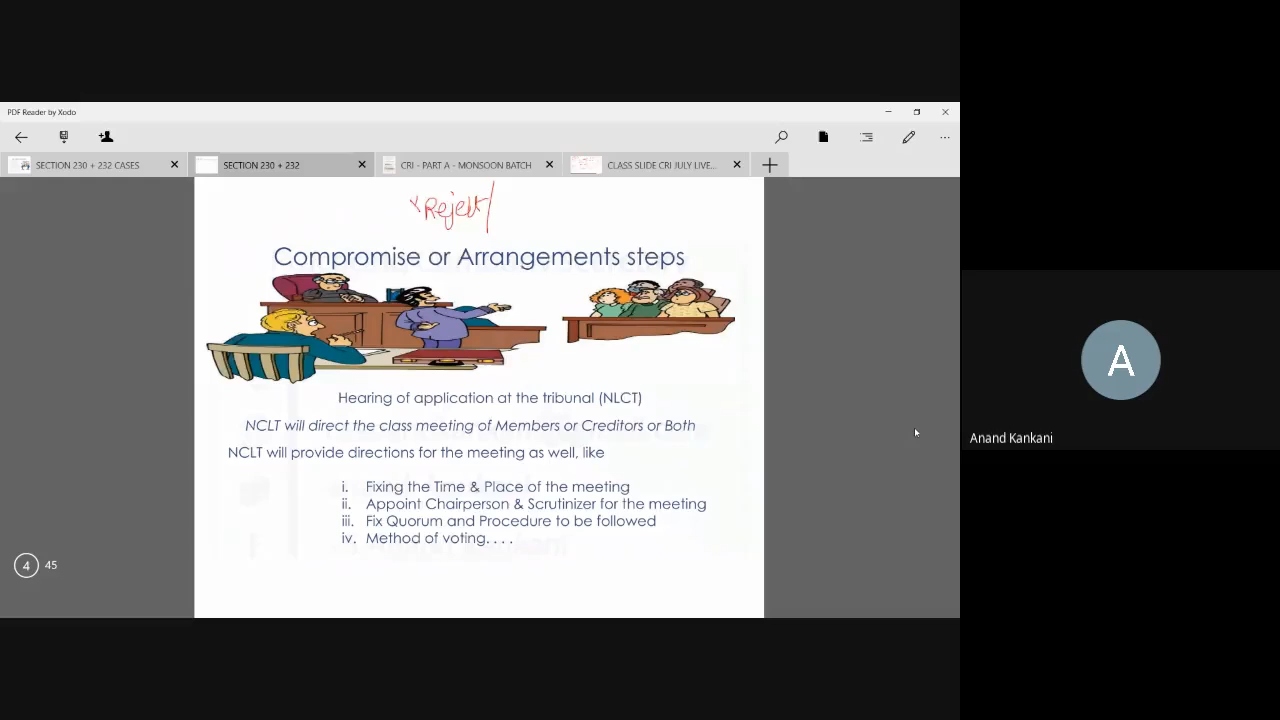 PDF Reader by Xodo
SECTION 230 + 232 CASES
SECTION 230 + 232
CRI - PART A - MONSOON BATCH
CLASS SLIDE CRI JULY LIVE...
Reject
Compromise or Arrangements steps
Hearing of application at the tribunal (NLCT)
NCLT will direct the class meeting of Members or Creditors or Both
NCLT will provide directions for the meeting as well, like
i. Fixing the Time & Place of the meeting
ii. Appoint Chairperson & Scrutinizer for the meeting
iii. Fix Quorum and Procedure to be followed
iv. Method of voting. . . .
4 45
A
Anand Kankani